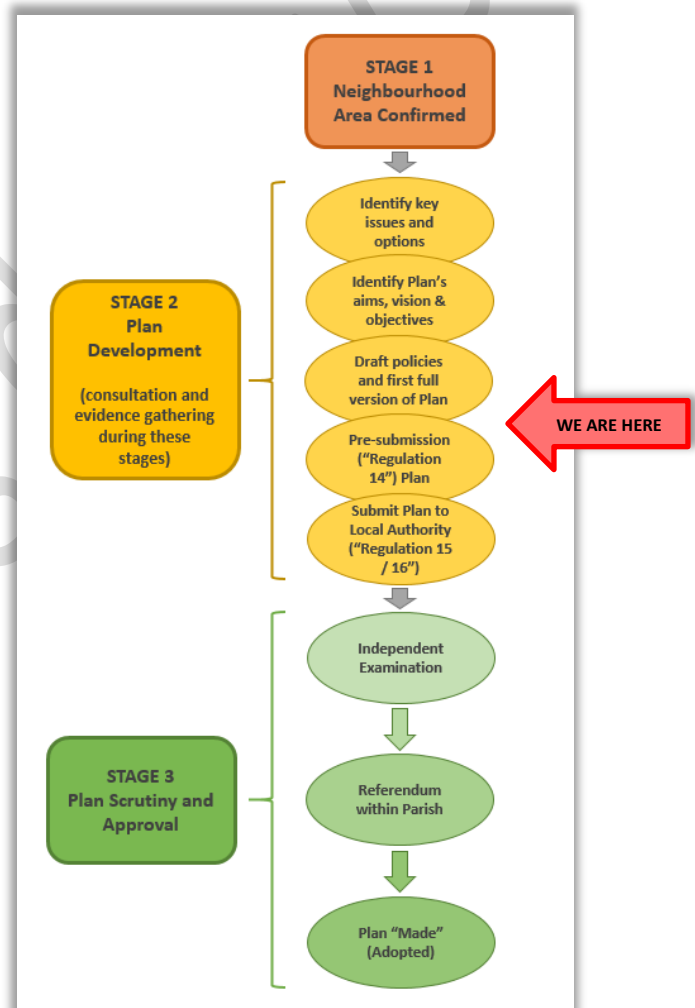 STAGE 1
Neighbourhood
Area Confirmed
Identify key
issues and
options
STAGE 2
Plan
Development
(consultation and
evidence gathering
during these
stages)
Identify Plan's
aims, vision &
objectives
Draft policies
and first full
version of Plan
WE ARE HERE
Pre-submission
("Regulation
14") Plan
Submit Plan to
Local Authority
("Regulation 15
/ 16")
Independent
Examination
STAGE 3
Plan Scrutiny and
Approval
Referendum
within Parish
Plan "Made"
(Adopted)